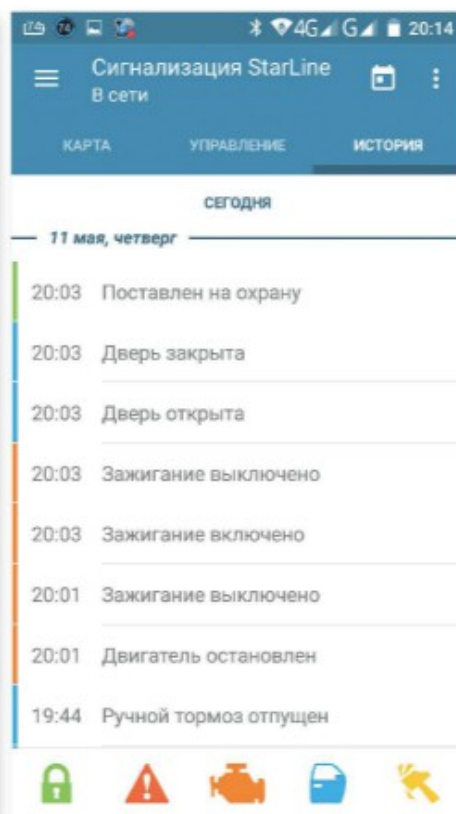 74 4G G 20:14
Сигнализация StarLine
В сети
КАРТА УПРАВЛЕНИЕ ИСТОРИЯ
СЕГОДНЯ
11 мая, четверг
20:03 Поставлен на охрану
20:03 Дверь закрыта
20:03 Дверь открыта
20:03 Зажигание выключено
20:03 Зажигание включено
20:01 Зажигание выключено
20:01 Двигатель остановлен
19:44 Ручной тормоз отпущен